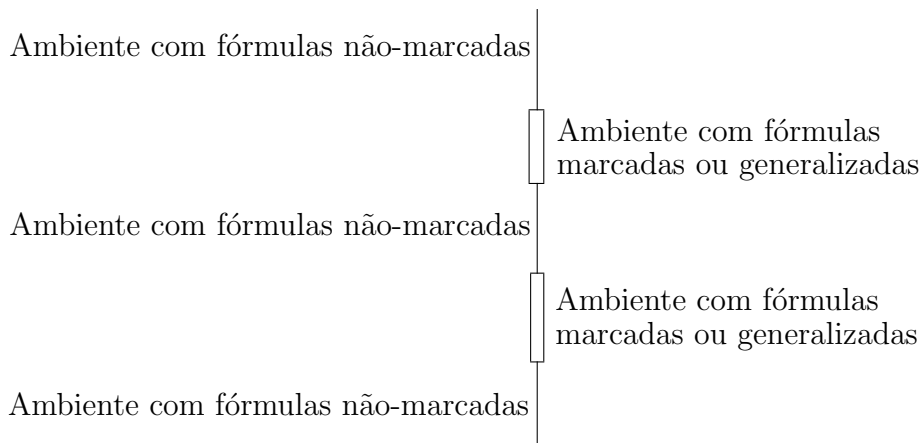 Ambiente com fórmulas não-marcadas
Ambiente com fórmulas
marcadas ou generalizadas
Ambiente com fórmulas não-marcadas
Ambiente com fórmulas
marcadas ou generalizadas
Ambiente com fórmulas não-marcadas